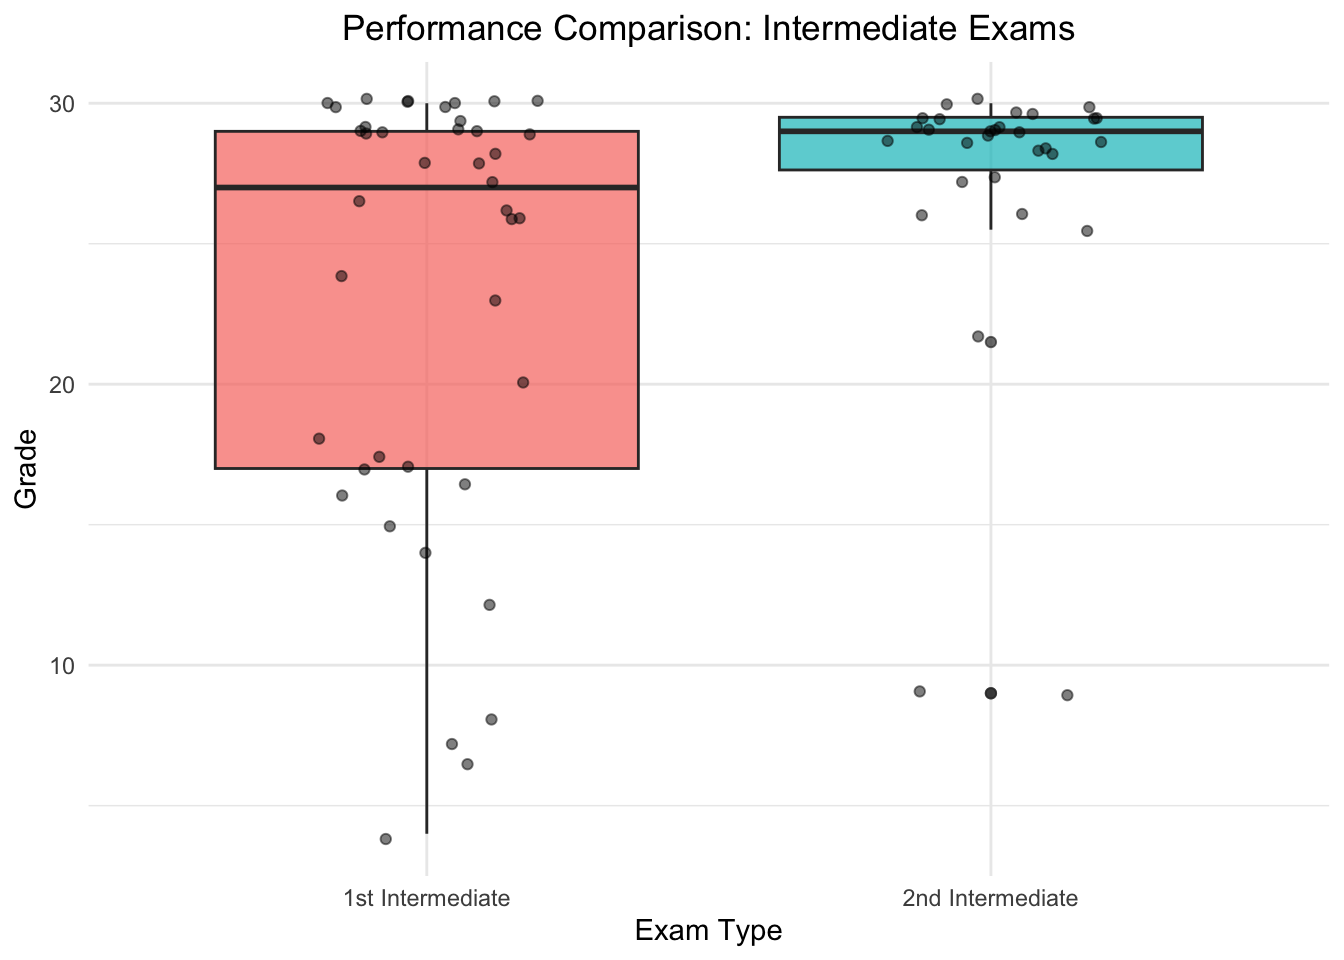 Performance Comparison: Intermediate Exams
30
20
10
Grade
1st Intermediate
2nd Intermediate
Exam Type